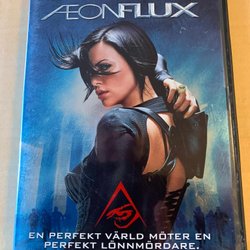 ÆONFLUX
EN PERFEKT VÄRLD MÖTER EN
PERFEKT LÖNNMÖRDARE.